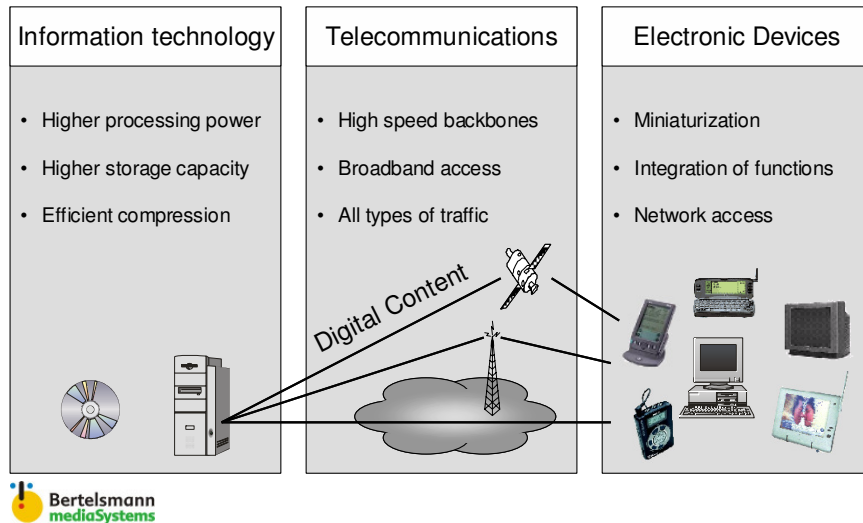 Information technology
• Higher processing power
• Higher storage capacity
• Efficient compression
Telecommunications
• High speed backbones
• Broadband access
• All types of traffic
Electronic Devices
• Miniaturization
• Integration of functions
• Network access
Digital Content
Bertelsmann
mediaSystems